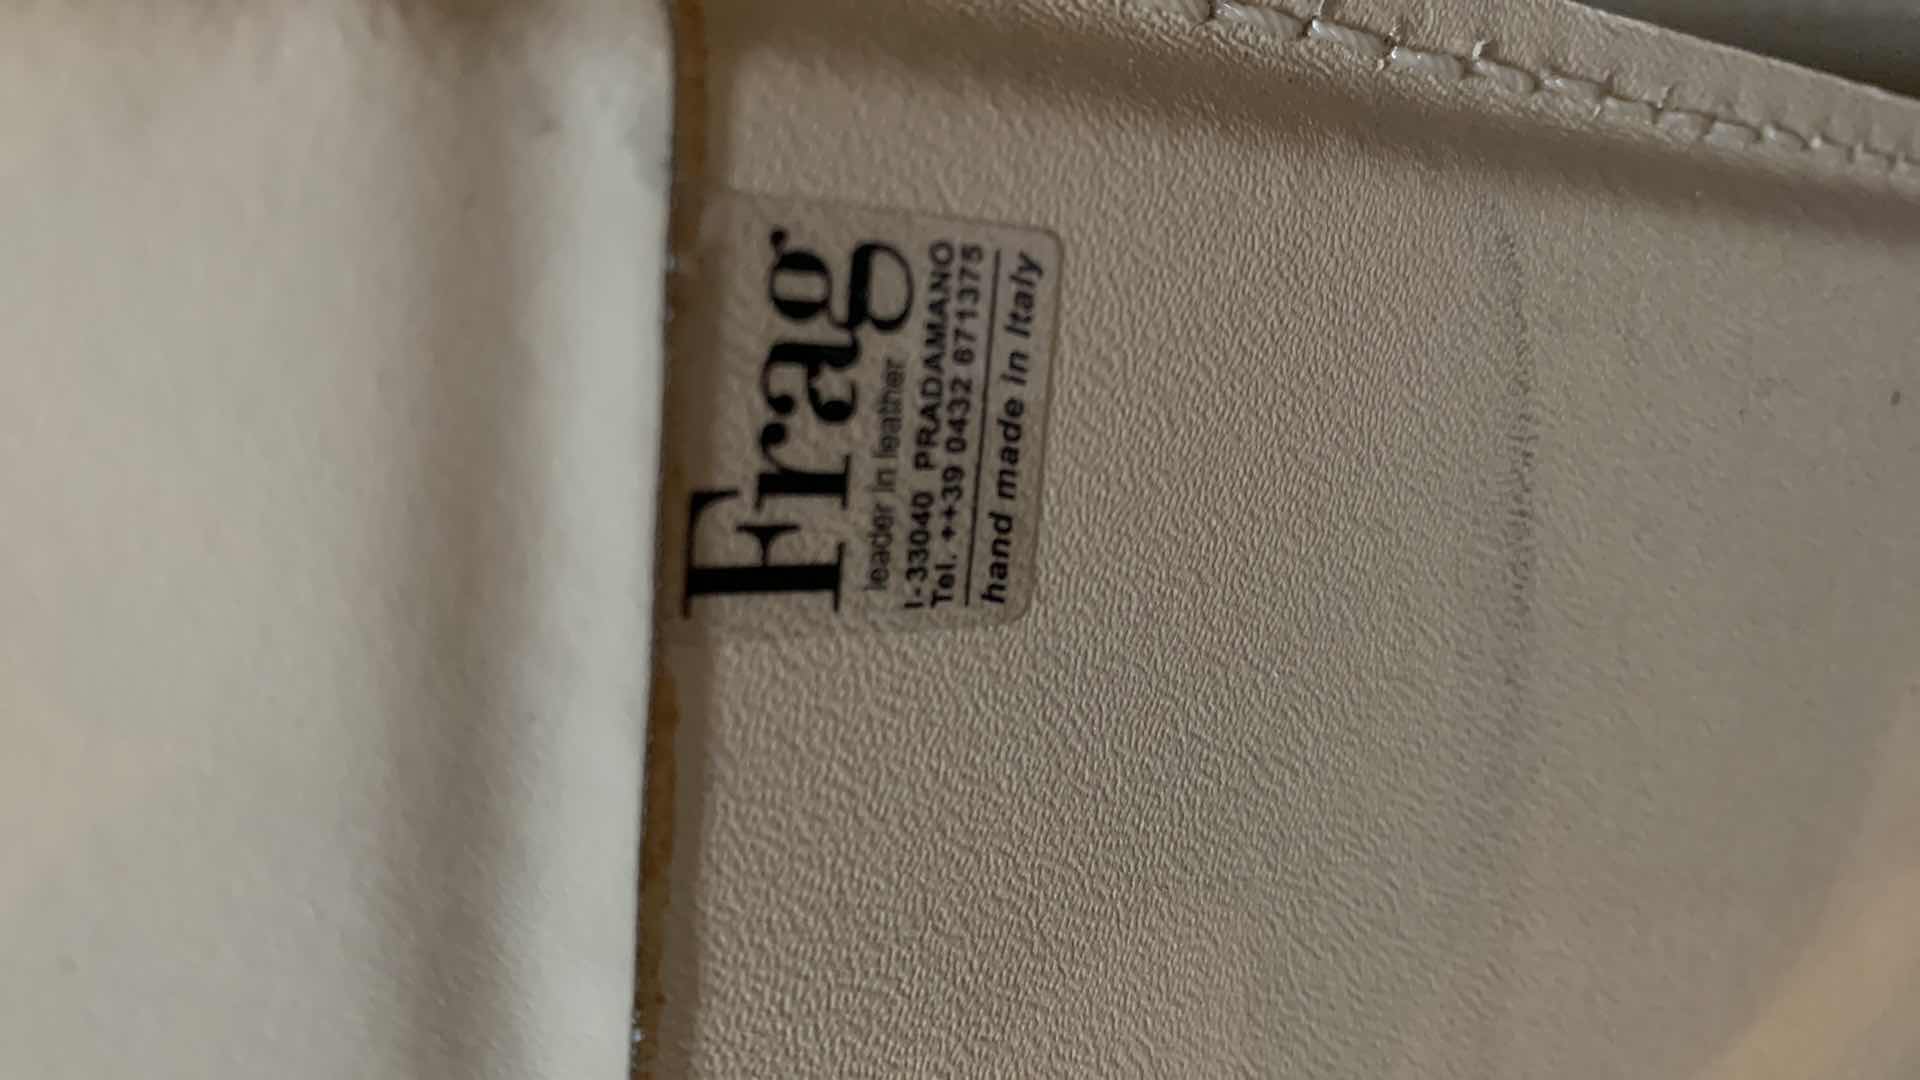 Frag
leader in leather
I-33040 PRADAMANO
Tel. ++39 0432 671375
hand made in Italy